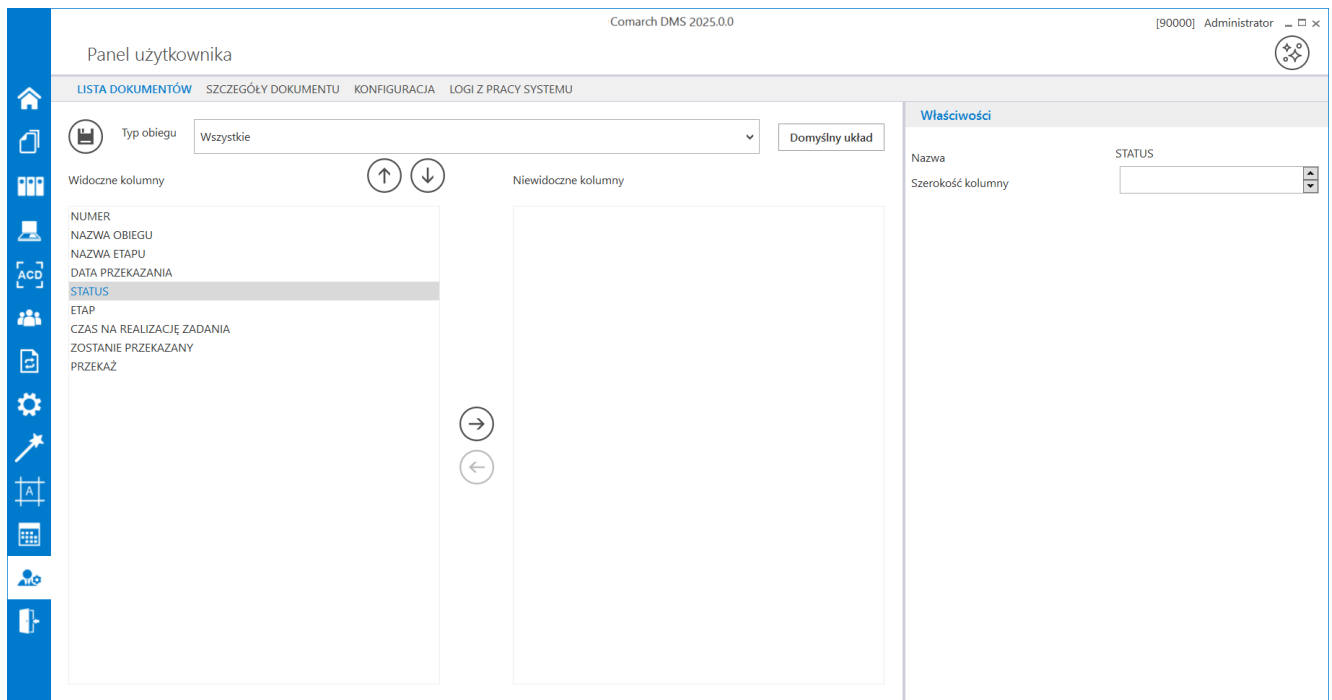 Comarch DMS 2025.0.0
[90000] Administrator
Panel użytkownika
LISTA DOKUMENTÓW SZCZEGÓŁY DOKUMENTU KONFIGURACJA LOGI Z PRACY SYSTEMU
Typ obiegu Wszystkie Domyślny układ
Widoczne kolumny Niewidoczne kolumny
NUMER
NAZWA OBIEGU
NAZWA ETAPU
DATA PRZEKAZANIA
STATUS
ETAP
CZAS NA REALIZACJĘ ZADANIA
ZOSTANIE PRZEKAZANY
PRZEKAŻ
Właściwości
Nazwa STATUS
Szerokość kolumny
ACD
A